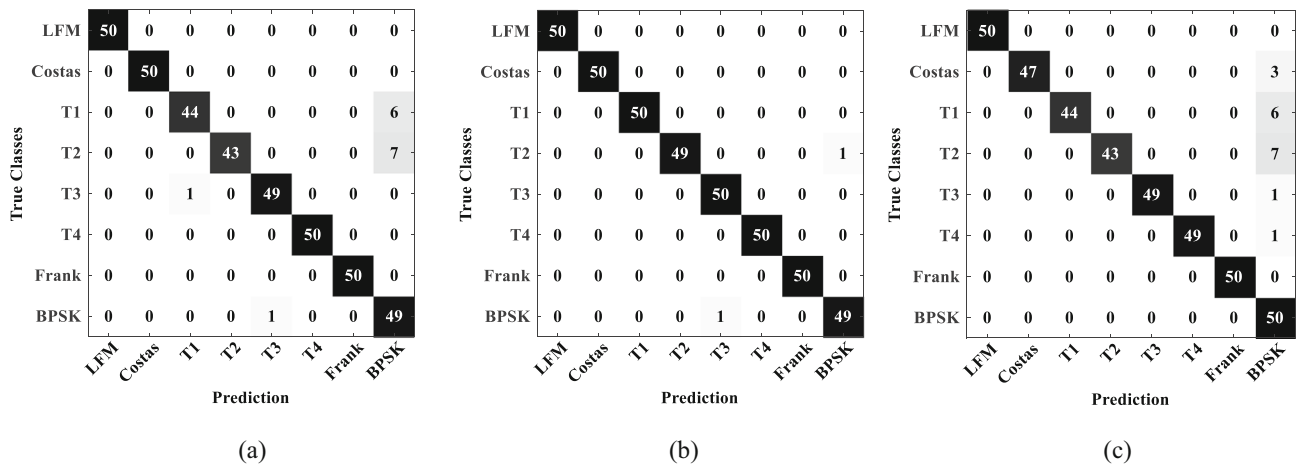 True Classes
LFM 50 0 0 0 0 0 0 0
Costas 0 50 0 0 0 0 0 0
T1 0 0 44 0 0 0 0 6
T2 0 0 0 43 0 0 0 7
T3 0 0 1 0 49 0 0 0
T4 0 0 0 0 0 50 0 0
Frank 0 0 0 0 0 0 50 0
BPSK 0 0 0 0 1 0 0 49
LFM Costas T1 T2 T3 T4 Frank BPSK
Prediction
(a)
True Classes
LFM 50 0 0 0 0 0 0 0
Costas 0 50 0 0 0 0 0 0
T1 0 0 50 0 0 0 0 0
T2 0 0 0 49 0 0 0 1
T3 0 0 0 0 50 0 0 0
T4 0 0 0 0 0 50 0 0
Frank 0 0 0 0 0 0 50 0
BPSK 0 0 0 0 1 0 0 49
LFM Costas T1 T2 T3 T4 Frank BPSK
Prediction
(b)
True Classes
LFM 50 0 0 0 0 0 0 0
Costas 0 47 0 0 0 0 0 3
T1 0 0 44 0 0 0 0 6
T2 0 0 0 43 0 0 0 7
T3 0 0 0 0 49 0 0 1
T4 0 0 0 0 0 49 0 1
Frank 0 0 0 0 0 0 50 0
BPSK 0 0 0 0 0 0 0 50
LFM Costas T1 T2 T3 T4 Frank BPSK
Prediction
(c)